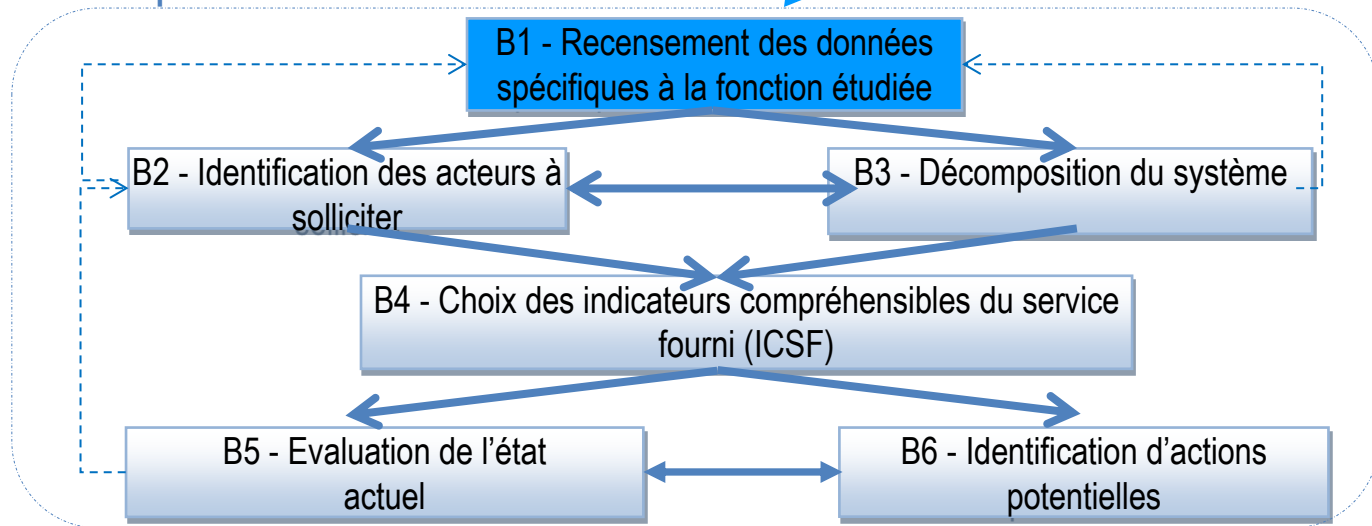 B1 - Recensement des données
spécifiques à la fonction étudiée
B2 - Identification des acteurs à
solliciter
B3 - Décomposition du système
B4 - Choix des indicateurs compréhensibles du service
fourni (ICSF)
B5 - Evaluation de l’état
actuel
B6 - Identification d’actions
potentielles